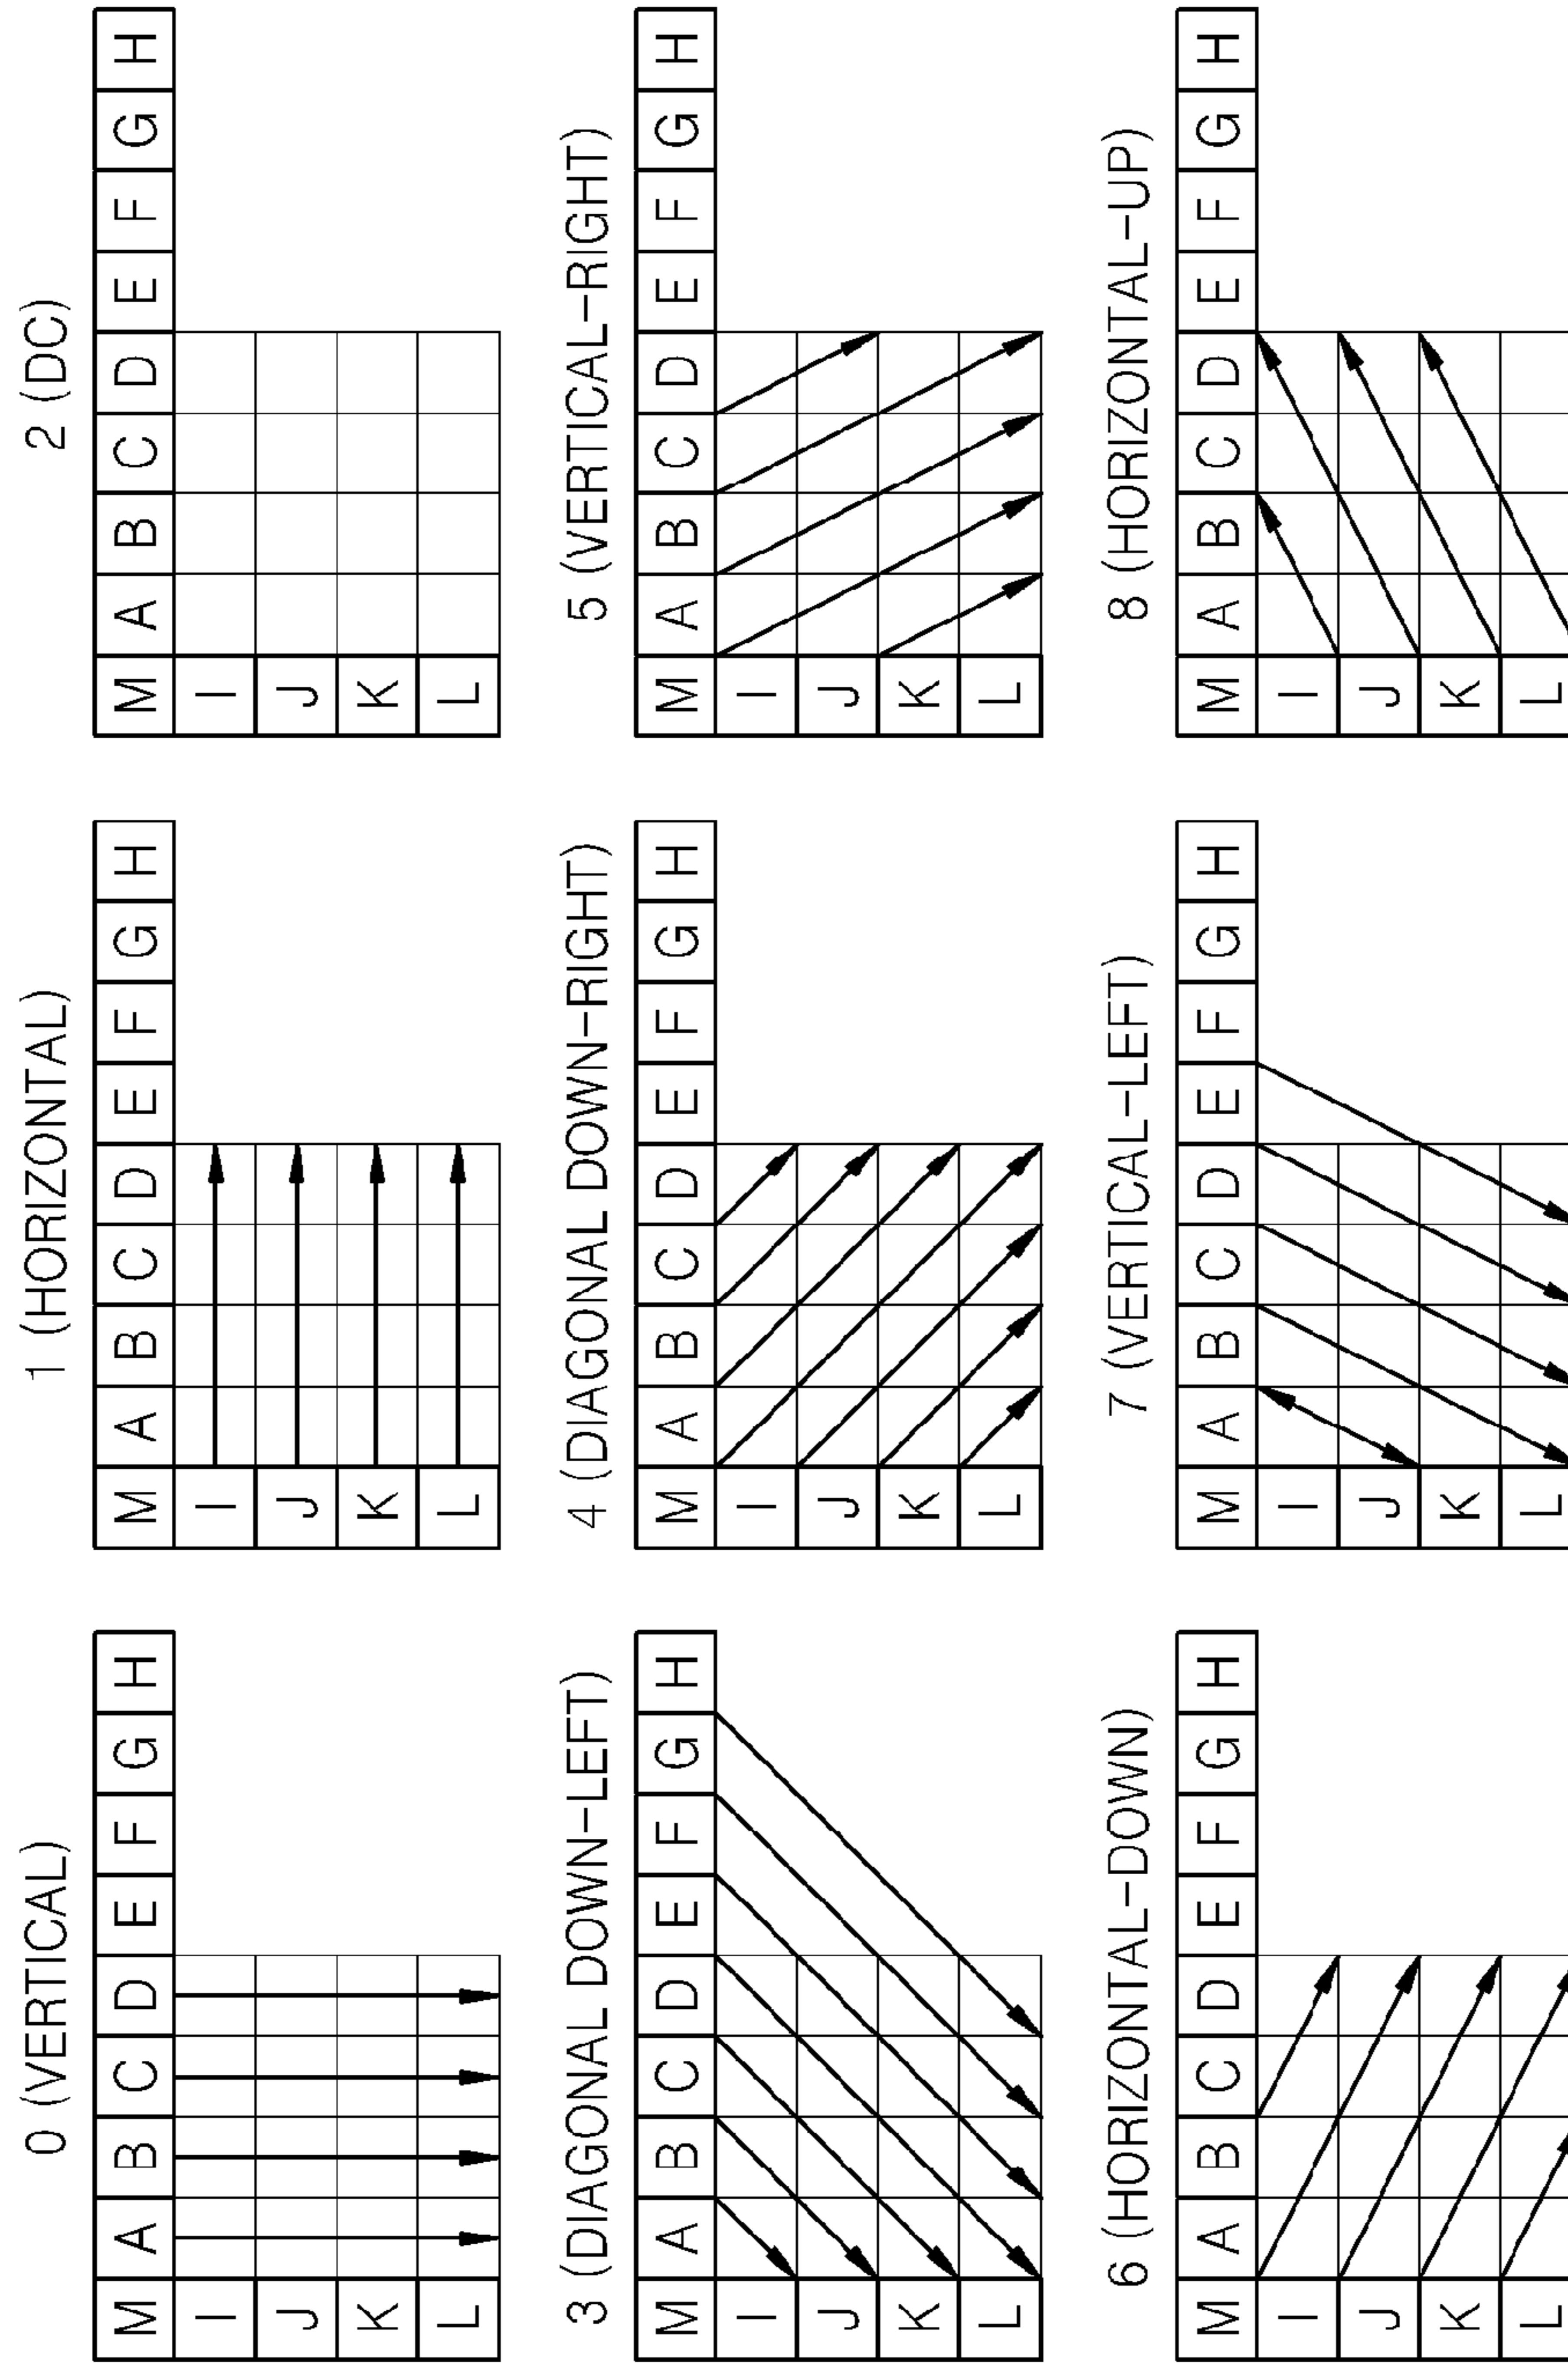 0 (VERTICAL)
M A B C D E F G H
I
J
K
L
1 (HORIZONTAL)
M A B C D E F G H
I
J
K
L
2 (DC)
M A B C D E F G H
I
J
K
L
3 (DIAGONAL DOWN-LEFT)
M A B C D E F G H
I
J
K
L
4 (DIAGONAL DOWN-RIGHT)
M A B C D E F G H
I
J
K
L
5 (VERTICAL-RIGHT)
M A B C D E F G H
I
J
K
L
6 (HORIZONTAL-DOWN)
M A B C D E F G H
I
J
K
L
7 (VERTICAL-LEFT)
M A B C D E F G H
I
J
K
L
8 (HORIZONTAL-UP)
M A B C D E F G H
I
J
K
L